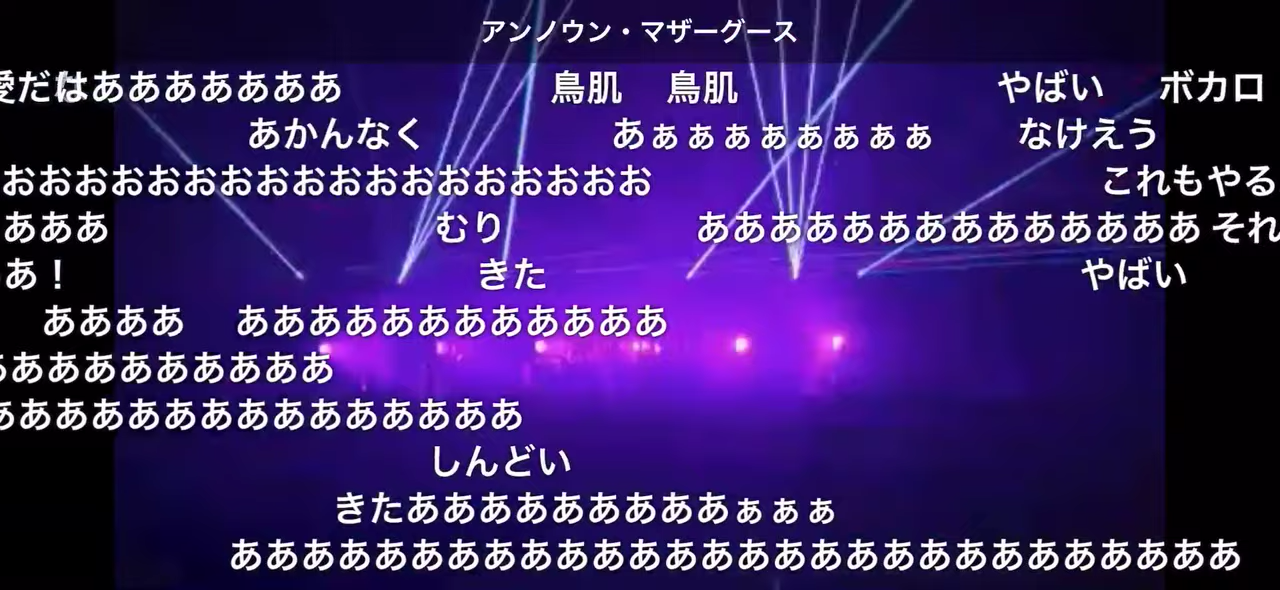 アンノウン・マザーグース
愛だはあああああああ 鳥肌 鳥肌 やばい ボカロ
あかんなく あぁぁぁぁぁぁぁぁ なけえう
おおおおおおおおおおおおおおおおおお これもやる
あああ むり ああああああああああああああ それ
あ！ きた やばい
ああああ ああああああああああああ
ああああああああああ
あああああああああああああああ
しんどい
きたあああああああああぁぁぁ
ああああああああああああああああああああああああああああ